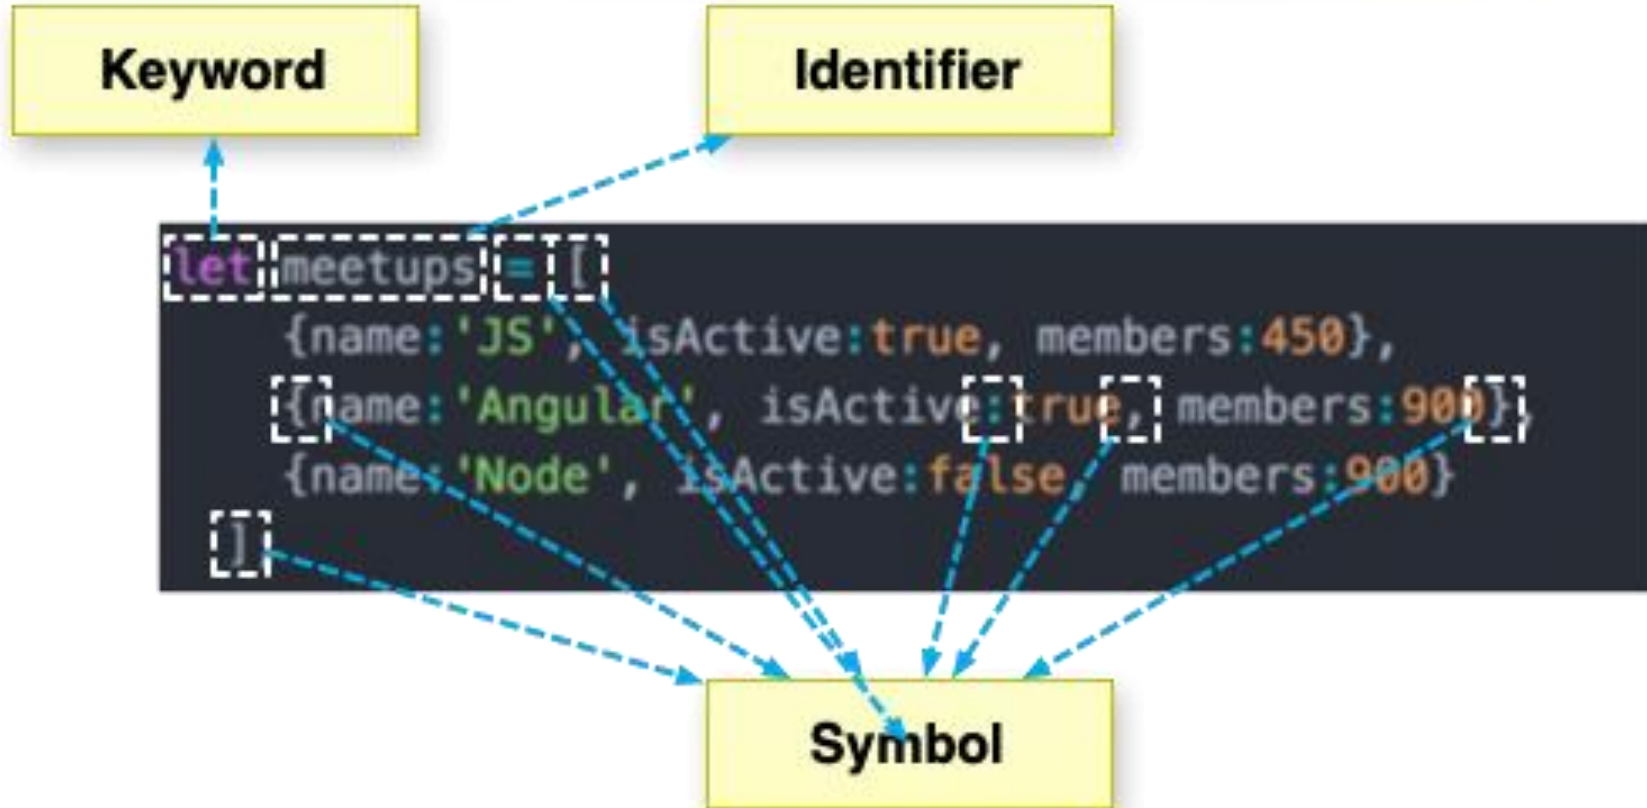 Keyword
Identifier
let meetups = [
{name:'JS', isActive:true, members:450},
{name:'Angular', isActive:true, members:900},
{name:'Node', isActive:false, members:900}
]
Symbol